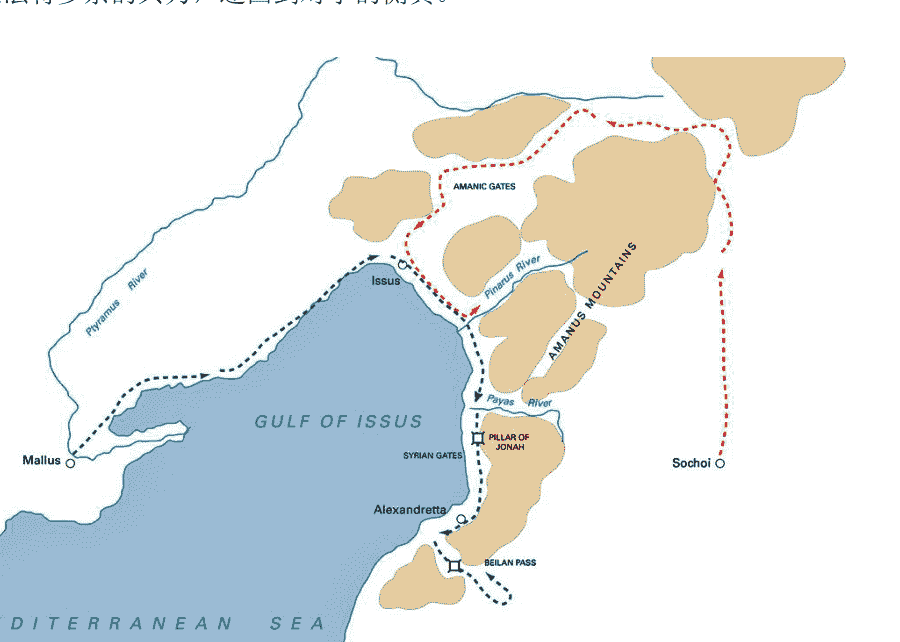 AMANIC GATES
Pinarus River
Issus
Ptyramus River
AMANUS MOUNTAINS
Payas River
GULF OF ISSUS
PILLAR OF
JONAH
SYRIAN GATES
Mallus
Sochoi
Alexandretta
BEILAN PASS
DITERRANEAN SEA